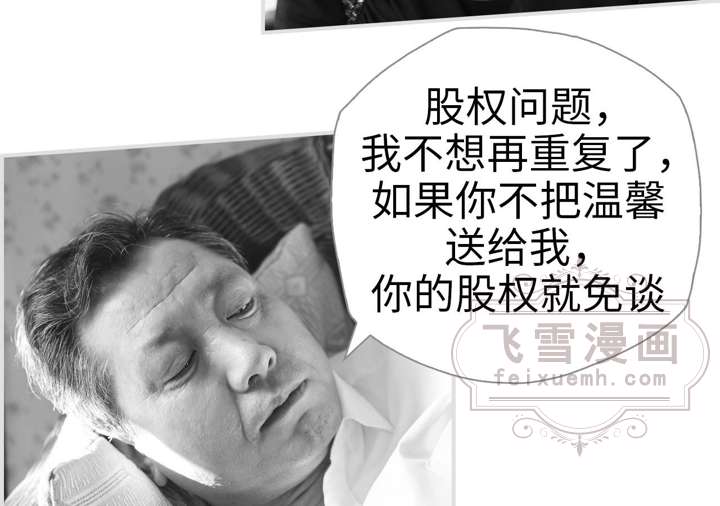 股权问题，
我不想再重复了，
如果你不把温馨
送给我，
你的股权就免谈
飞雪漫画
feixuemh.com